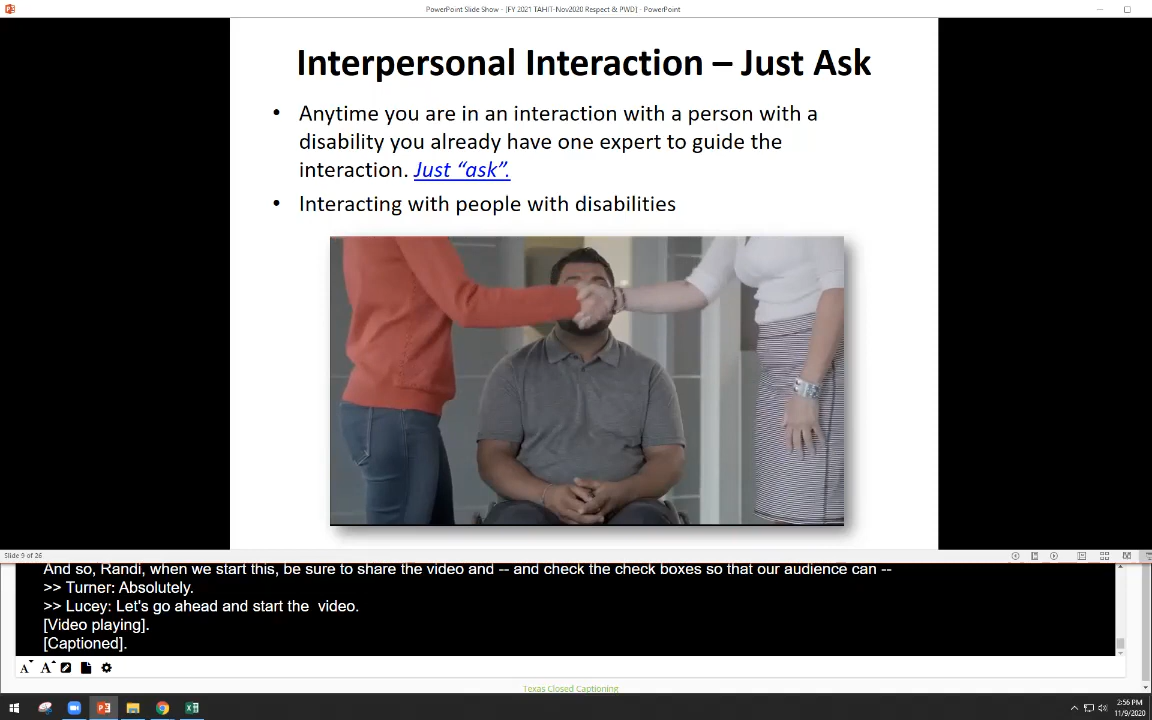 PowerPoint Slide Show - [FY 2021 TAHIT-Nov2020 Respect & PWD] - PowerPoint
Interpersonal Interaction – Just Ask
• Anytime you are in an interaction with a person with a
disability you already have one expert to guide the
interaction. Just “ask”.
• Interacting with people with disabilities
Slide 9 of 26
And so, Randi, when we start this, be sure to share the video and -- and check the check boxes so that our audience can --
>> Turner: Absolutely.
>> Lucey: Let's go ahead and start the  video.
[Video playing].
[Captioned].
A A
Texas Closed Captioning
2:56 PM
11/9/2020